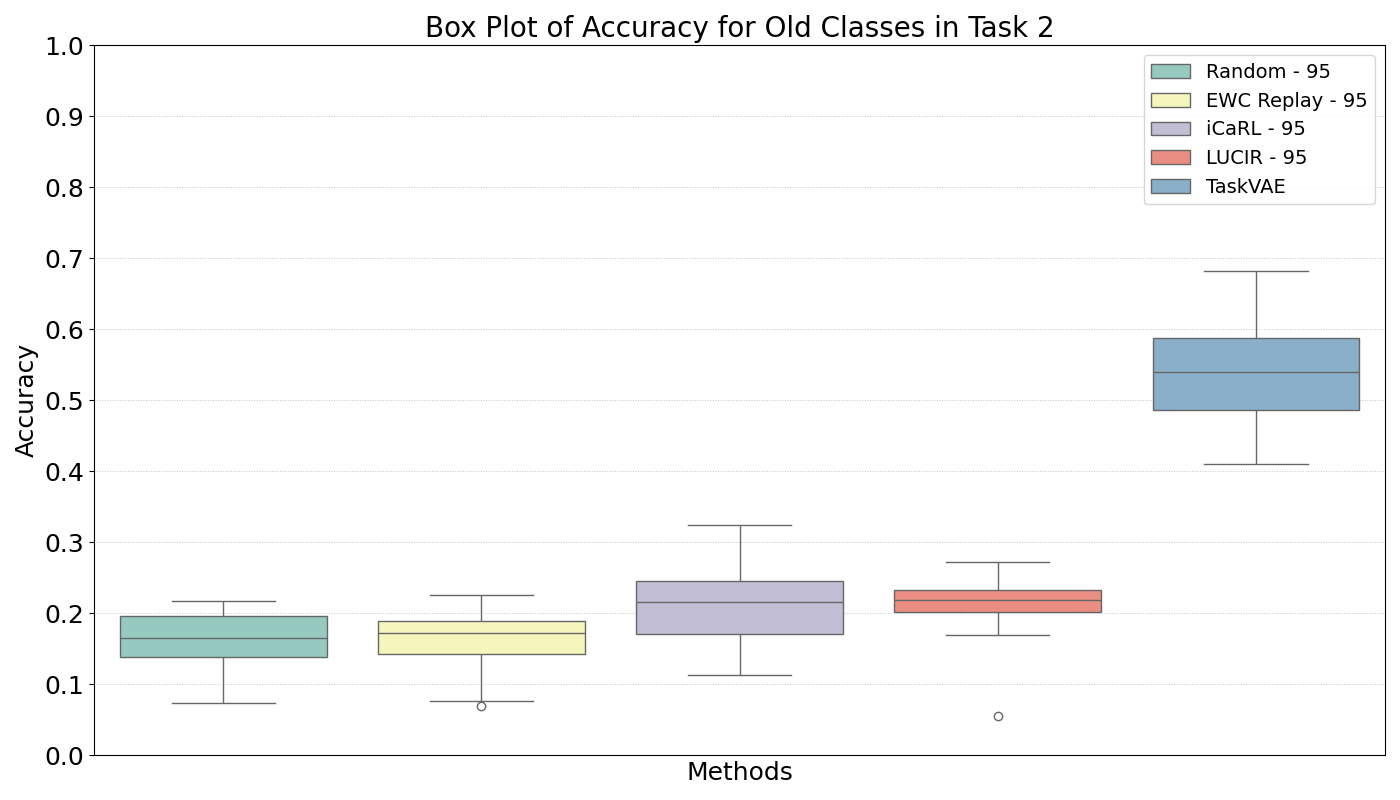 Box Plot of Accuracy for Old Classes in Task 2
1.0
0.9
0.8
0.7
0.6
0.5
0.4
0.3
0.2
0.1
0.0
Accuracy
Methods
Random - 95
EWC Replay - 95
iCaRL - 95
LUCIR - 95
TaskVAE